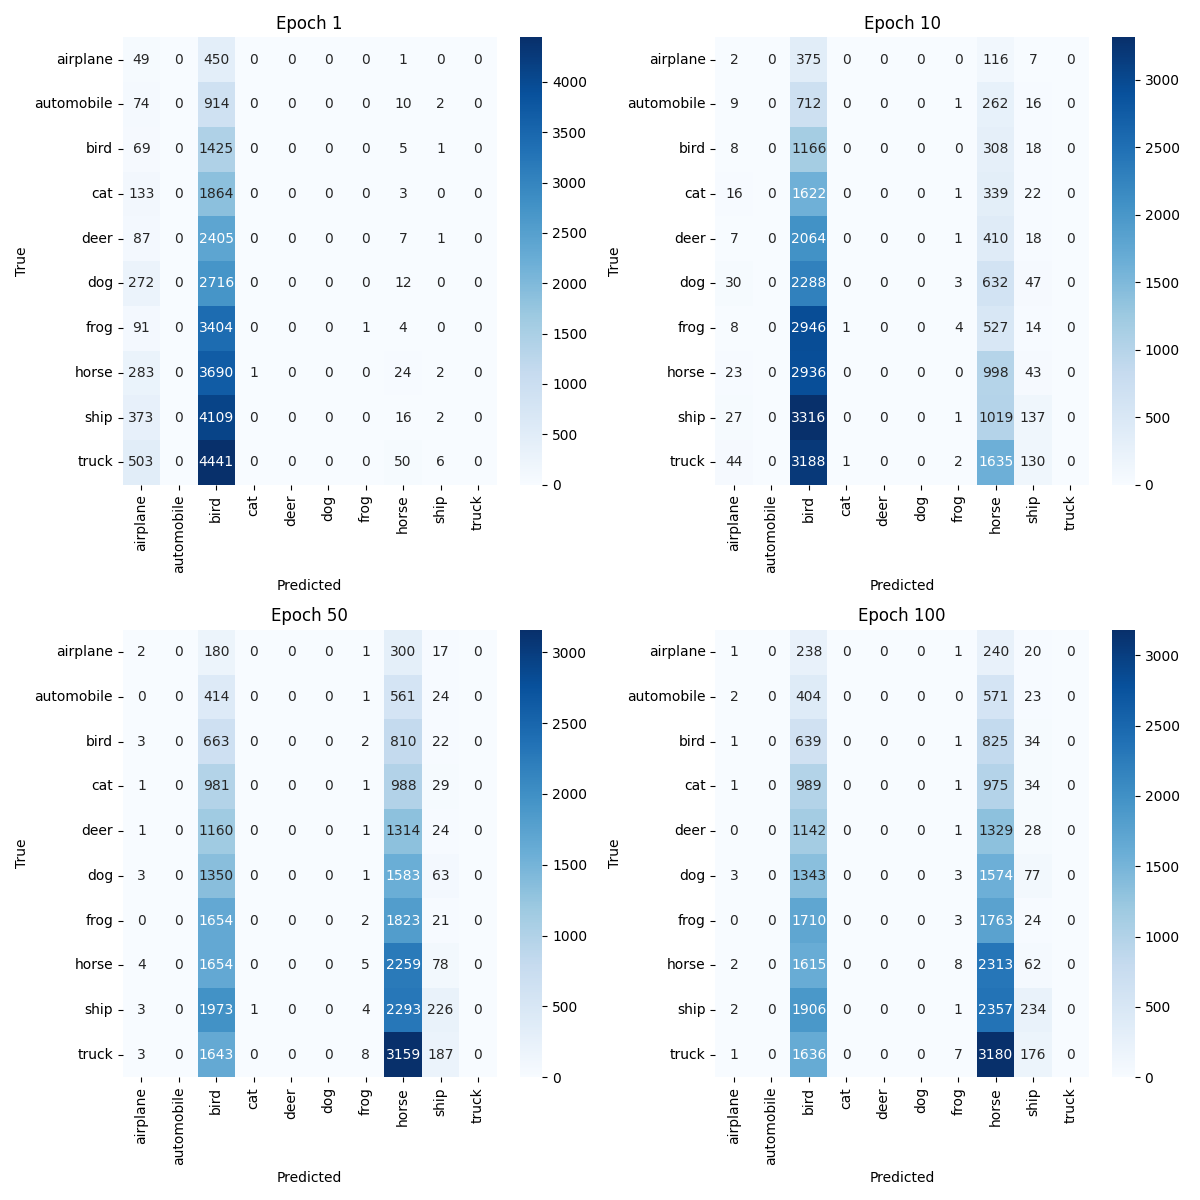 Epoch 1
True
airplane 49 0 450 0 0 0 0 1 0 0
automobile 74 0 914 0 0 0 0 10 2 0
bird 69 0 1425 0 0 0 0 5 1 0
cat 133 0 1864 0 0 0 0 3 0 0
deer 87 0 2405 0 0 0 0 7 1 0
dog 272 0 2716 0 0 0 0 12 0 0
frog 91 0 3404 0 0 0 1 4 0 0
horse 283 0 3690 1 0 0 0 24 2 0
ship 373 0 4109 0 0 0 0 16 2 0
truck 503 0 4441 0 0 0 0 50 6 0
airplane automobile bird cat deer dog frog horse ship truck
Predicted
4000
3500
3000
2500
2000
1500
1000
500
0
Epoch 10
True
airplane 2 0 375 0 0 0 0 116 7 0
automobile 9 0 712 0 0 0 1 262 16 0
bird 8 0 1166 0 0 0 0 308 18 0
cat 16 0 1622 0 0 0 1 339 22 0
deer 7 0 2064 0 0 0 1 410 18 0
dog 30 0 2288 0 0 0 3 632 47 0
frog 8 0 2946 1 0 0 4 527 14 0
horse 23 0 2936 0 0 0 0 998 43 0
ship 27 0 3316 0 0 0 1 1019 137 0
truck 44 0 3188 1 0 0 2 1635 130 0
airplane automobile bird cat deer dog frog horse ship truck
Predicted
3000
2500
2000
1500
1000
500
0
Epoch 50
True
airplane 2 0 180 0 0 0 1 300 17 0
automobile 0 0 414 0 0 0 1 561 24 0
bird 3 0 663 0 0 0 2 810 22 0
cat 1 0 981 0 0 0 1 988 29 0
deer 1 0 1160 0 0 0 1 1314 24 0
dog 3 0 1350 0 0 0 1 1583 63 0
frog 0 0 1654 0 0 0 2 1823 21 0
horse 4 0 1654 0 0 0 5 2259 78 0
ship 3 0 1973 1 0 0 4 2293 226 0
truck 3 0 1643 0 0 0 8 3159 187 0
airplane automobile bird cat deer dog frog horse ship truck
Predicted
3000
2500
2000
1500
1000
500
0
Epoch 100
True
airplane 1 0 238 0 0 0 1 240 20 0
automobile 2 0 404 0 0 0 0 571 23 0
bird 1 0 639 0 0 0 1 825 34 0
cat 1 0 989 0 0 0 1 975 34 0
deer 0 0 1142 0 0 0 1 1329 28 0
dog 3 0 1343 0 0 0 3 1574 77 0
frog 0 0 1710 0 0 0 3 1763 24 0
horse 2 0 1615 0 0 0 8 2313 62 0
ship 2 0 1906 0 0 0 1 2357 234 0
truck 1 0 1636 0 0 0 7 3180 176 0
airplane automobile bird cat deer dog frog horse ship truck
Predicted
3000
2500
2000
1500
1000
500
0